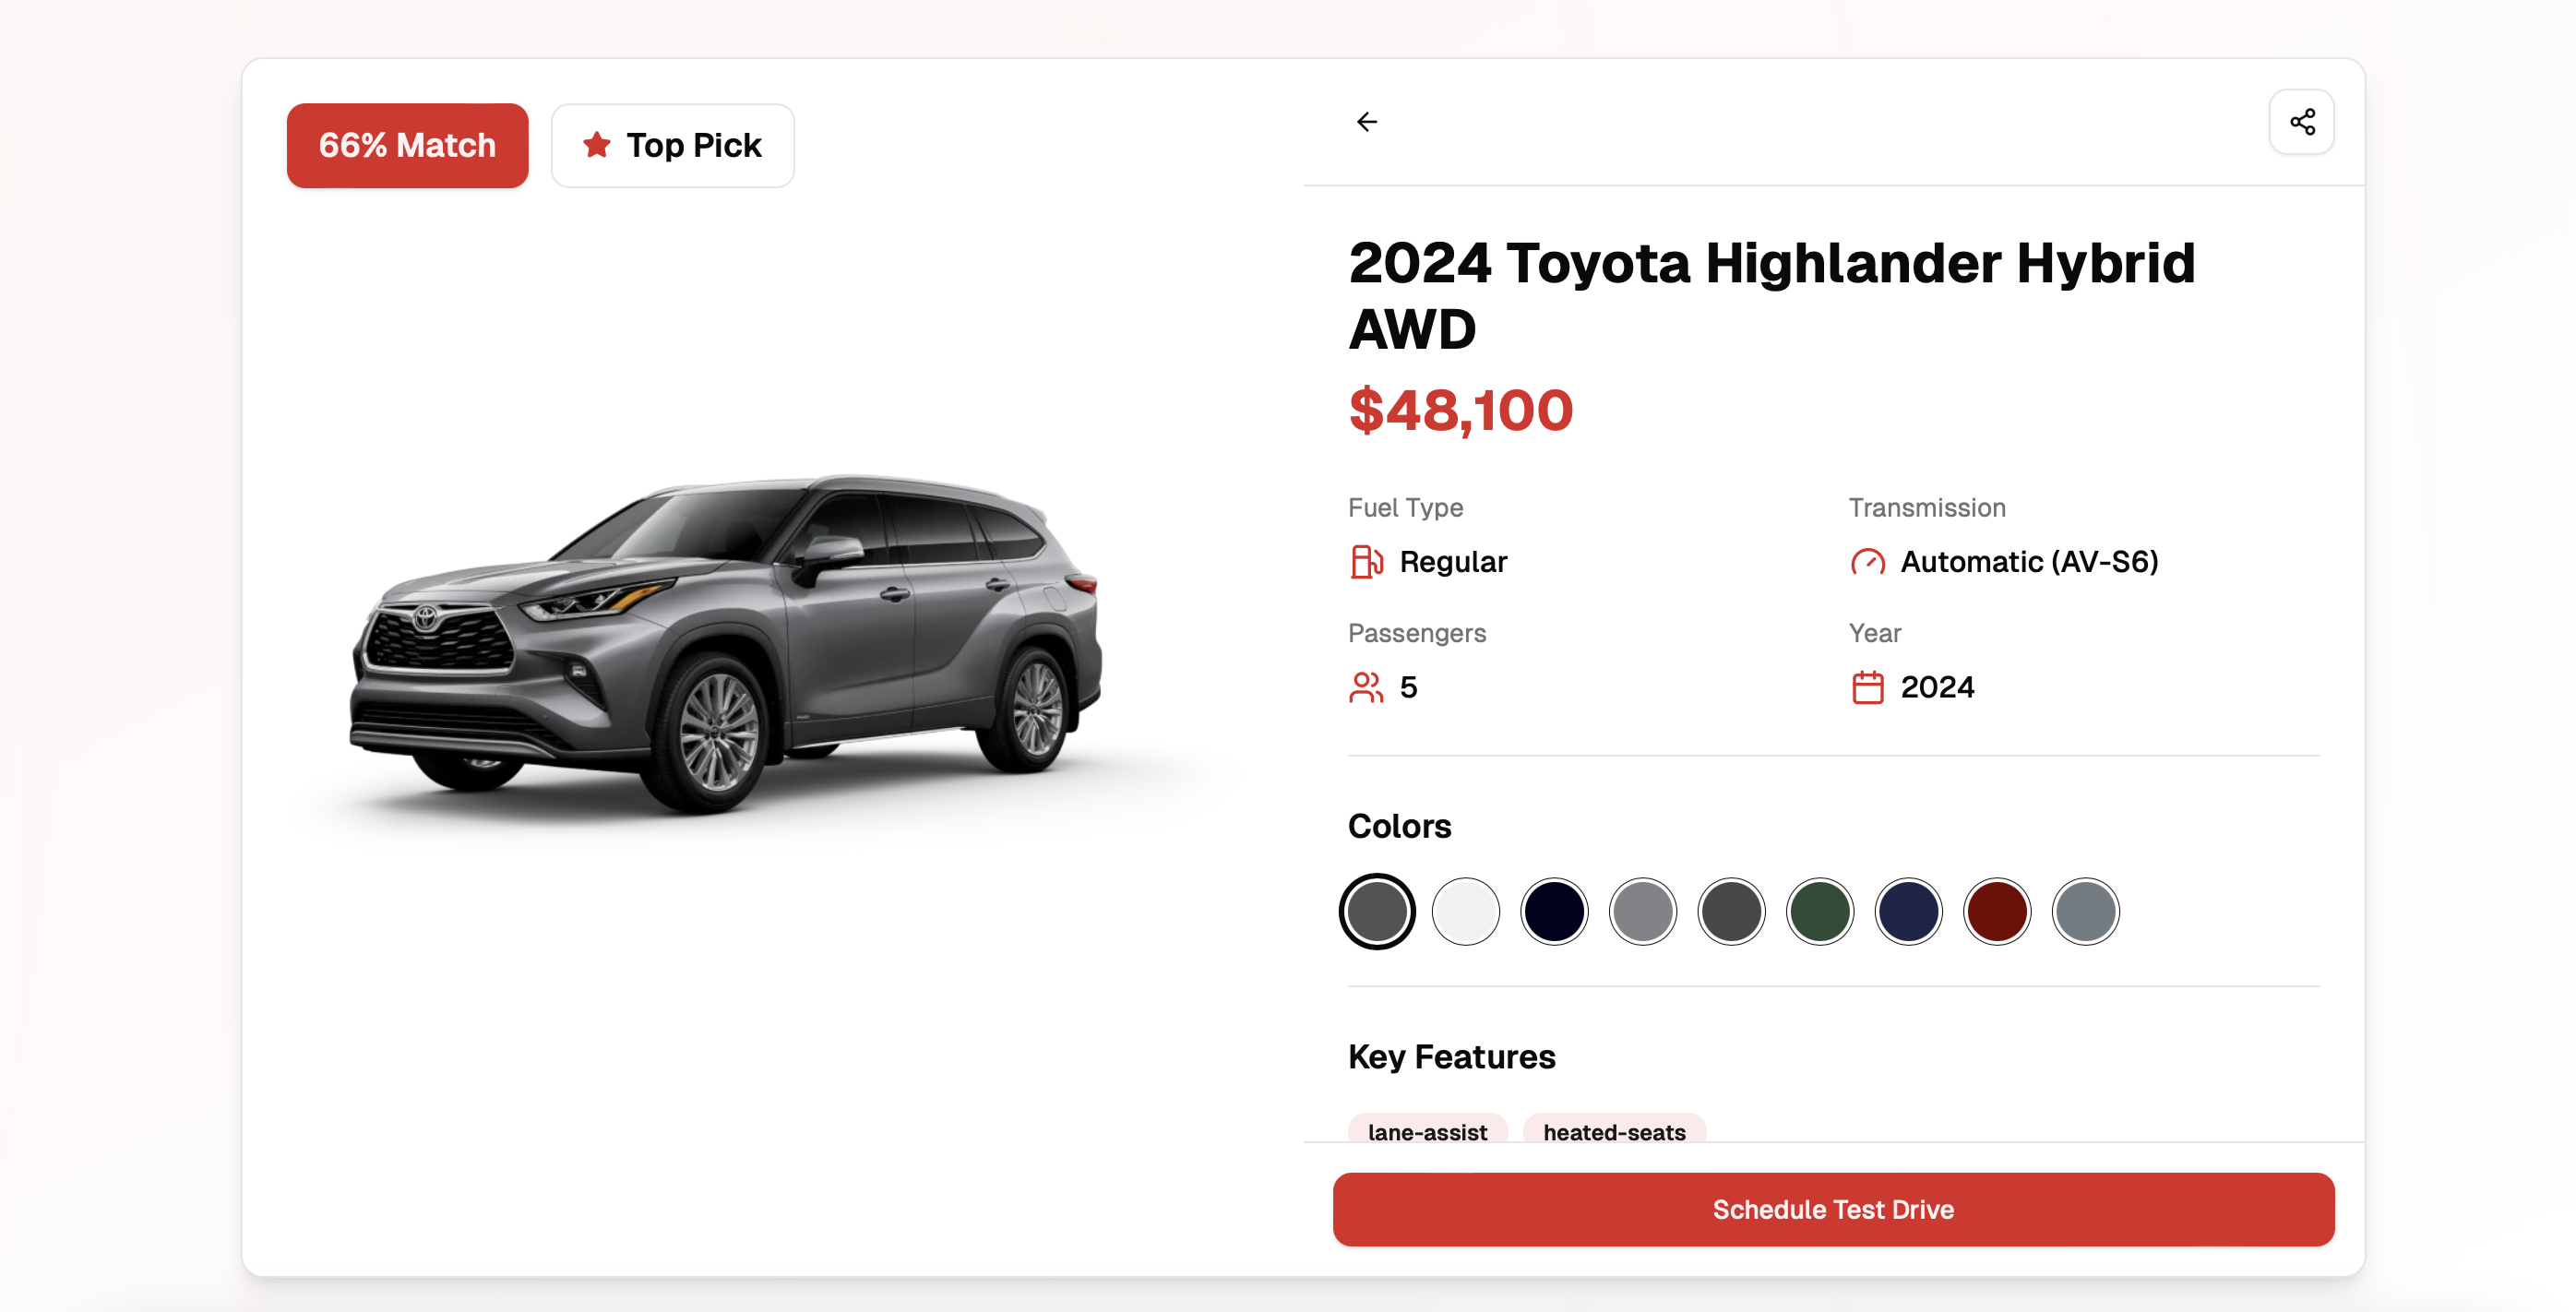 66% Match
Top Pick
2024 Toyota Highlander Hybrid
AWD
$48,100
Fuel Type
Transmission
Regular
Automatic (AV-S6)
Passengers
Year
5
2024
Colors
Key Features
lane-assist
heated-seats
Schedule Test Drive